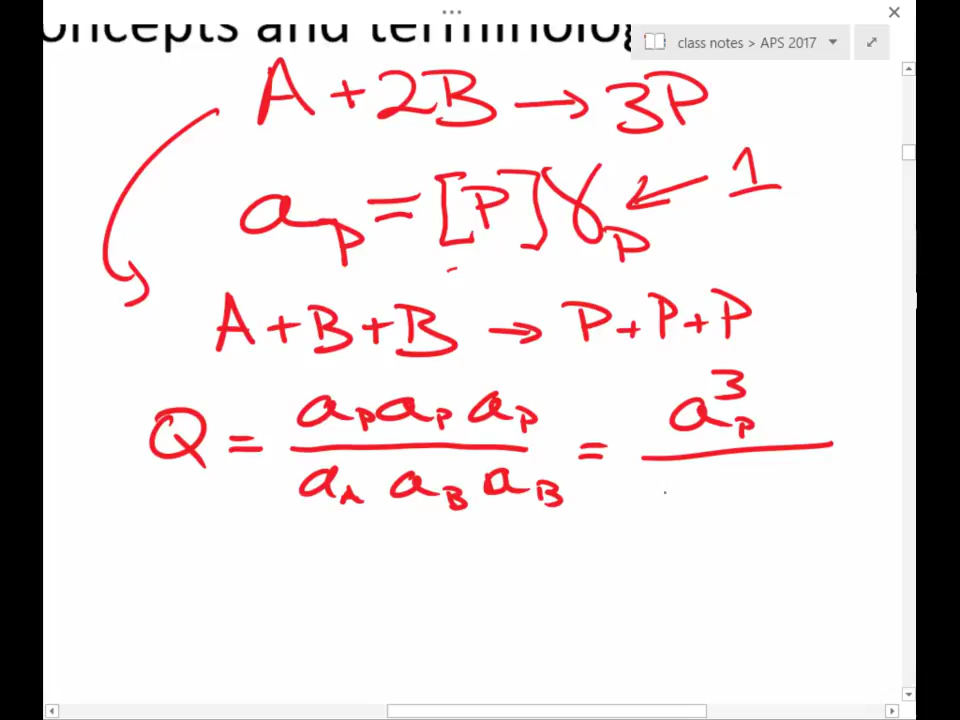 oncepts and terminolog
class notes > APS 2017
A + 2B → 3P
a_P = [P] γ_P ← 1
A + B + B → P + P + P
Q = (a_P a_P a_P) / (a_A a_B a_B) = a_P^3 /